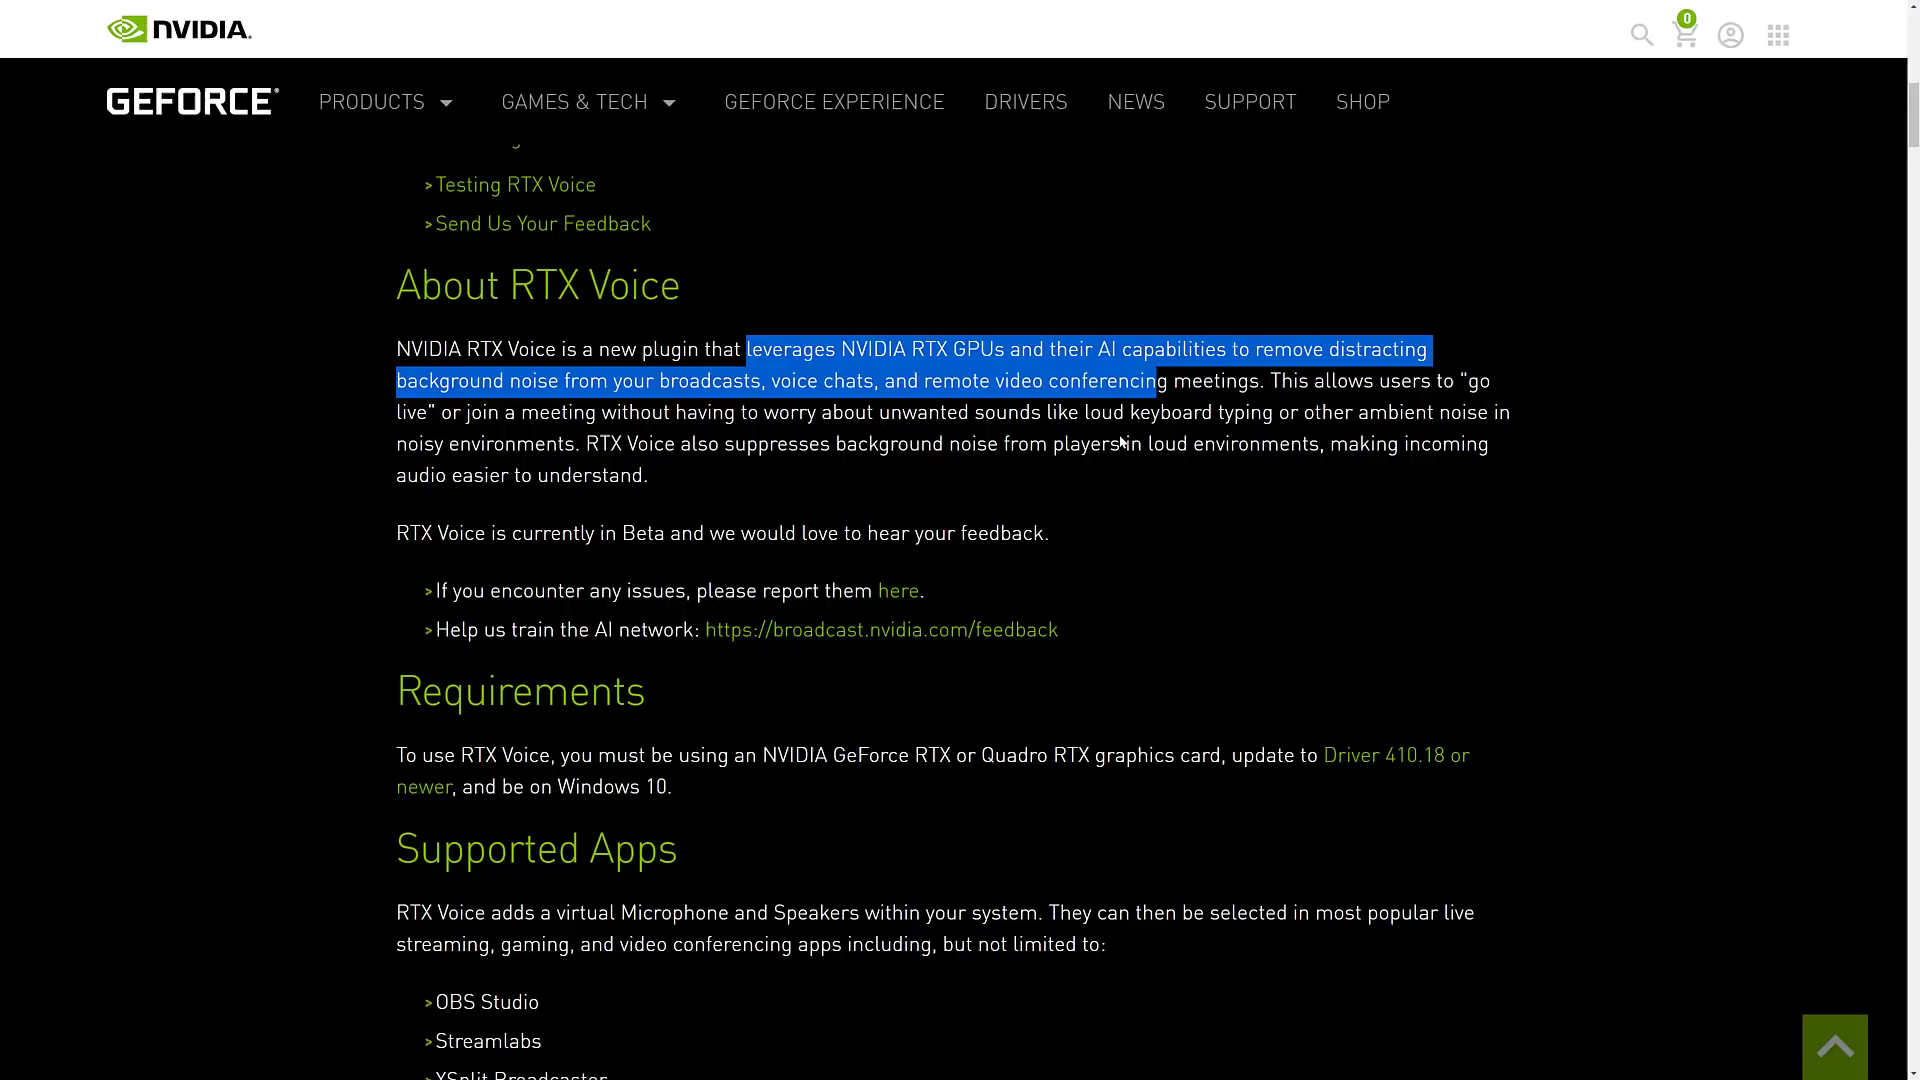 NVIDIA.
0
GEFORCE®
PRODUCTS
GAMES & TECH
GEFORCE EXPERIENCE
DRIVERS
NEWS
SUPPORT
SHOP
>Testing RTX Voice
>Send Us Your Feedback
About RTX Voice
NVIDIA RTX Voice is a new plugin that leverages NVIDIA RTX GPUs and their AI capabilities to remove distracting
background noise from your broadcasts, voice chats, and remote video conferencing meetings. This allows users to "go
live" or join a meeting without having to worry about unwanted sounds like loud keyboard typing or other ambient noise in
noisy environments. RTX Voice also suppresses background noise from players in loud environments, making incoming
audio easier to understand.
RTX Voice is currently in Beta and we would love to hear your feedback.
>If you encounter any issues, please report them here.
>Help us train the AI network: https://broadcast.nvidia.com/feedback
Requirements
To use RTX Voice, you must be using an NVIDIA GeForce RTX or Quadro RTX graphics card, update to Driver 410.18 or
newer, and be on Windows 10.
Supported Apps
RTX Voice adds a virtual Microphone and Speakers within your system. They can then be selected in most popular live
streaming, gaming, and video conferencing apps including, but not limited to:
>OBS Studio
>Streamlabs
>XSplit Broadcaster